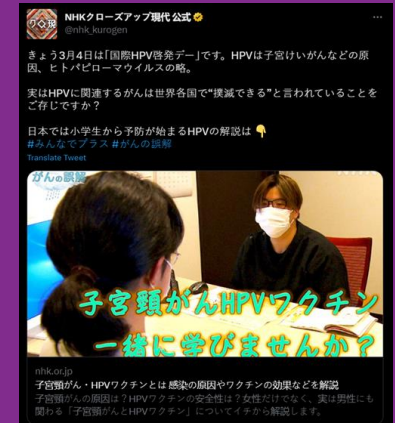 NHKクローズアップ現代 公式
@nhk_kurogen
きょう3月4日は「国際HPV啓発デー」です。HPVは子宮けいがんなどの原
因、ヒトパピローマウイルスの略。
実はHPVに関連するがんは世界各国で“撲滅できる”と言われていることを
ご存じですか？
日本では小学生から予防が始まるHPVの解説は👇
#みんなでプラス #がんの誤解
Translate Tweet
がんの誤解
子宮頸がんHPVワクチン
一緒に学びませんか？
nhk.or.jp
子宮頸がん・HPVワクチンとは 感染の原因やワクチンの効果などを解説
子宮頸がんの原因は？HPVワクチンの安全性は？女性だけでなく、実は男性にも
関わる「子宮頸がんとHPVワクチン」についてイチから解説します。